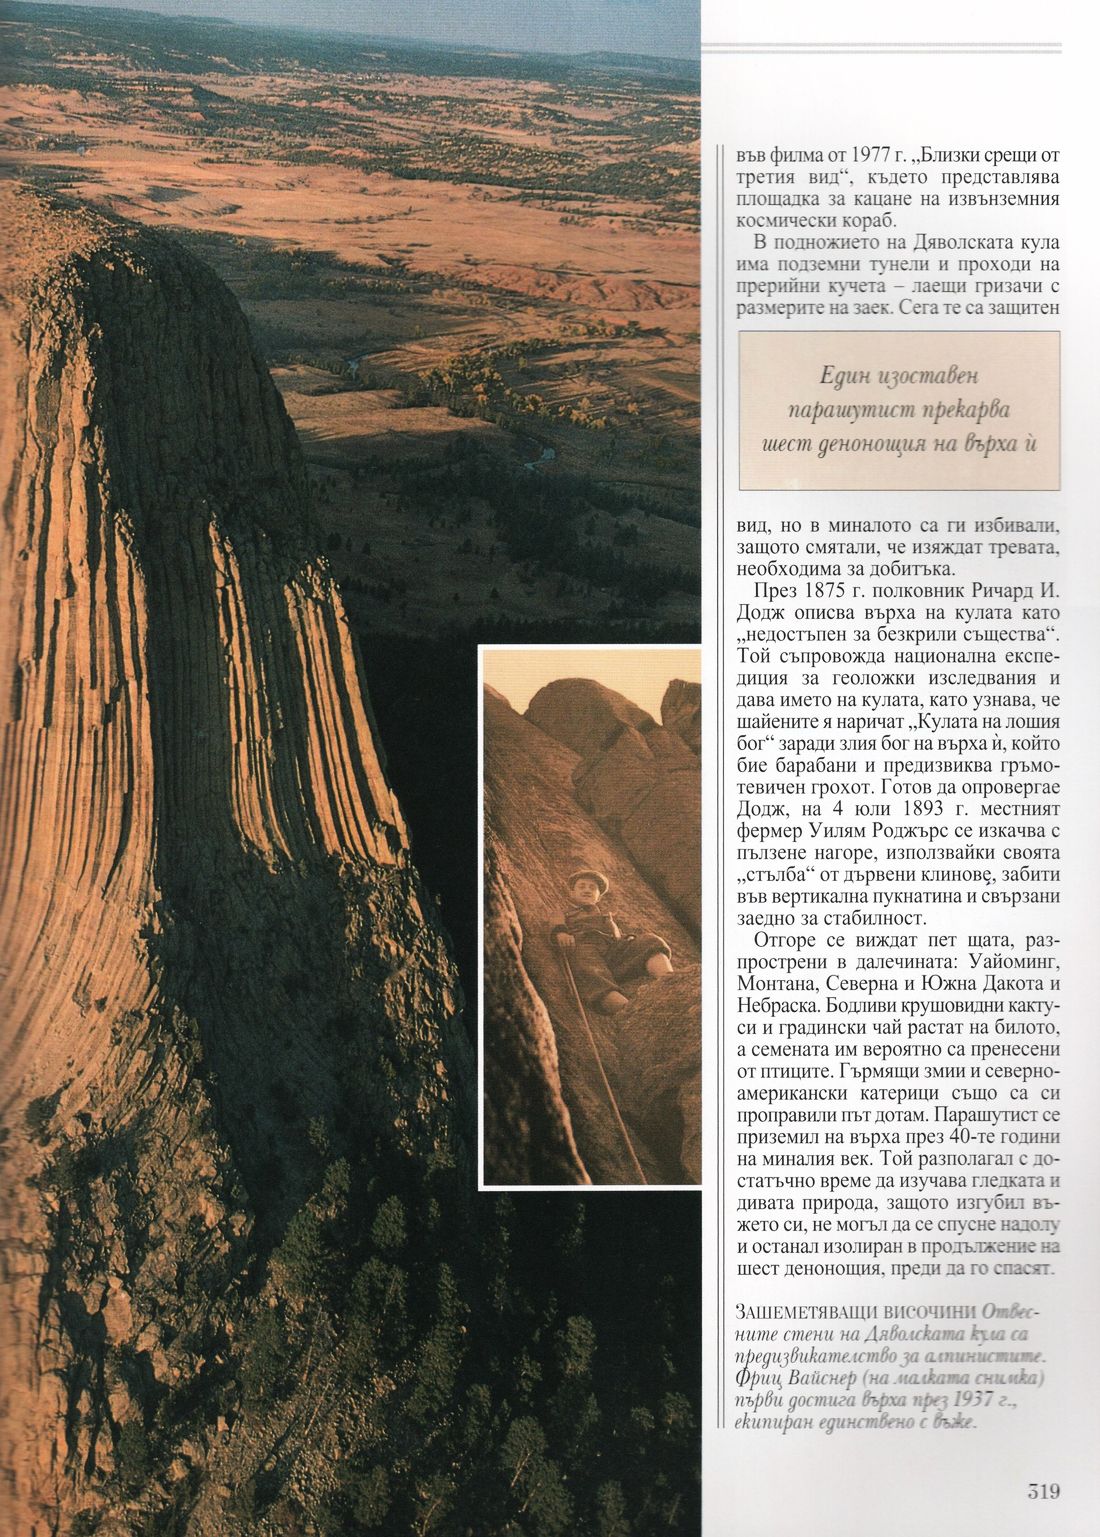 във филма от 1977 г. „Близки срещи от
третия вид“, където представлява
площадка за кацане на извънземния
космически кораб.
В подножието на Дяволската кула
има подземни тунели и проходи на
прерийни кучета – лаещи гризачи с
размерите на заек. Сега те са защитен
Един изоставен
парашутист прекарва
шест денонощия на върха ѝ
вид, но в миналото са ги избивали,
защото смятали, че изяждат тревата,
необходима за добитъка.
През 1875 г. полковник Ричард И.
Додж описва върха на кулата като
„недостъпен за безкрили същества“.
Той съпровожда национална експе-
диция за геоложки изследвания и
дава името на кулата, като узнава, че
шайените я наричат „Кулата на лошия
бог“ заради злия бог на върха ѝ, който
бие барабани и предизвиква гръмо-
тевичен грохот. Готов да опровергае
Додж, на 4 юли 1893 г. местният
фермер Уилям Роджърс се изкачва с
пълзене нагоре, използвайки своята
„стълба“ от дървени клинове, забити
във вертикална пукнатина и свързани
заедно за стабилност.
Отгоре се виждат пет щата, раз-
прострени в далечината: Уайоминг,
Монтана, Северна и Южна Дакота и
Небраска. Бодливи крушовидни какту-
си и градински чай растат на билото,
а семената им вероятно са пренесени
от птиците. Гърмящи змии и северно-
американски катерици също са си
проправили път дотам. Парашутист се
приземил на върха през 40-те години
на миналия век. Той разполагал с до-
статъчно време да изучава гледката и
дивата природа, защото изгубил въ-
жето си, не могъл да се спусне надолу
и останал изолиран в продължение на
шест денонощия, преди да го спасят.
ЗАШЕМЕТЯВАЩИ ВИСОЧИНИ Отвес-
ните стени на Дяволската кула са
предизвикателство за алпинистите.
Фриц Вайснер (на малката снимка)
първи достига върха през 1937 г.,
екипиран единствено с въже.
319